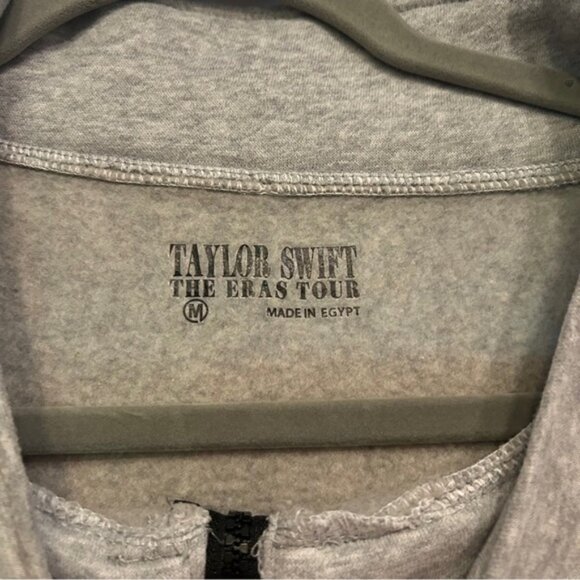 TAYLOR SWIFT
THE ERAS TOUR
M MADE IN EGYPT